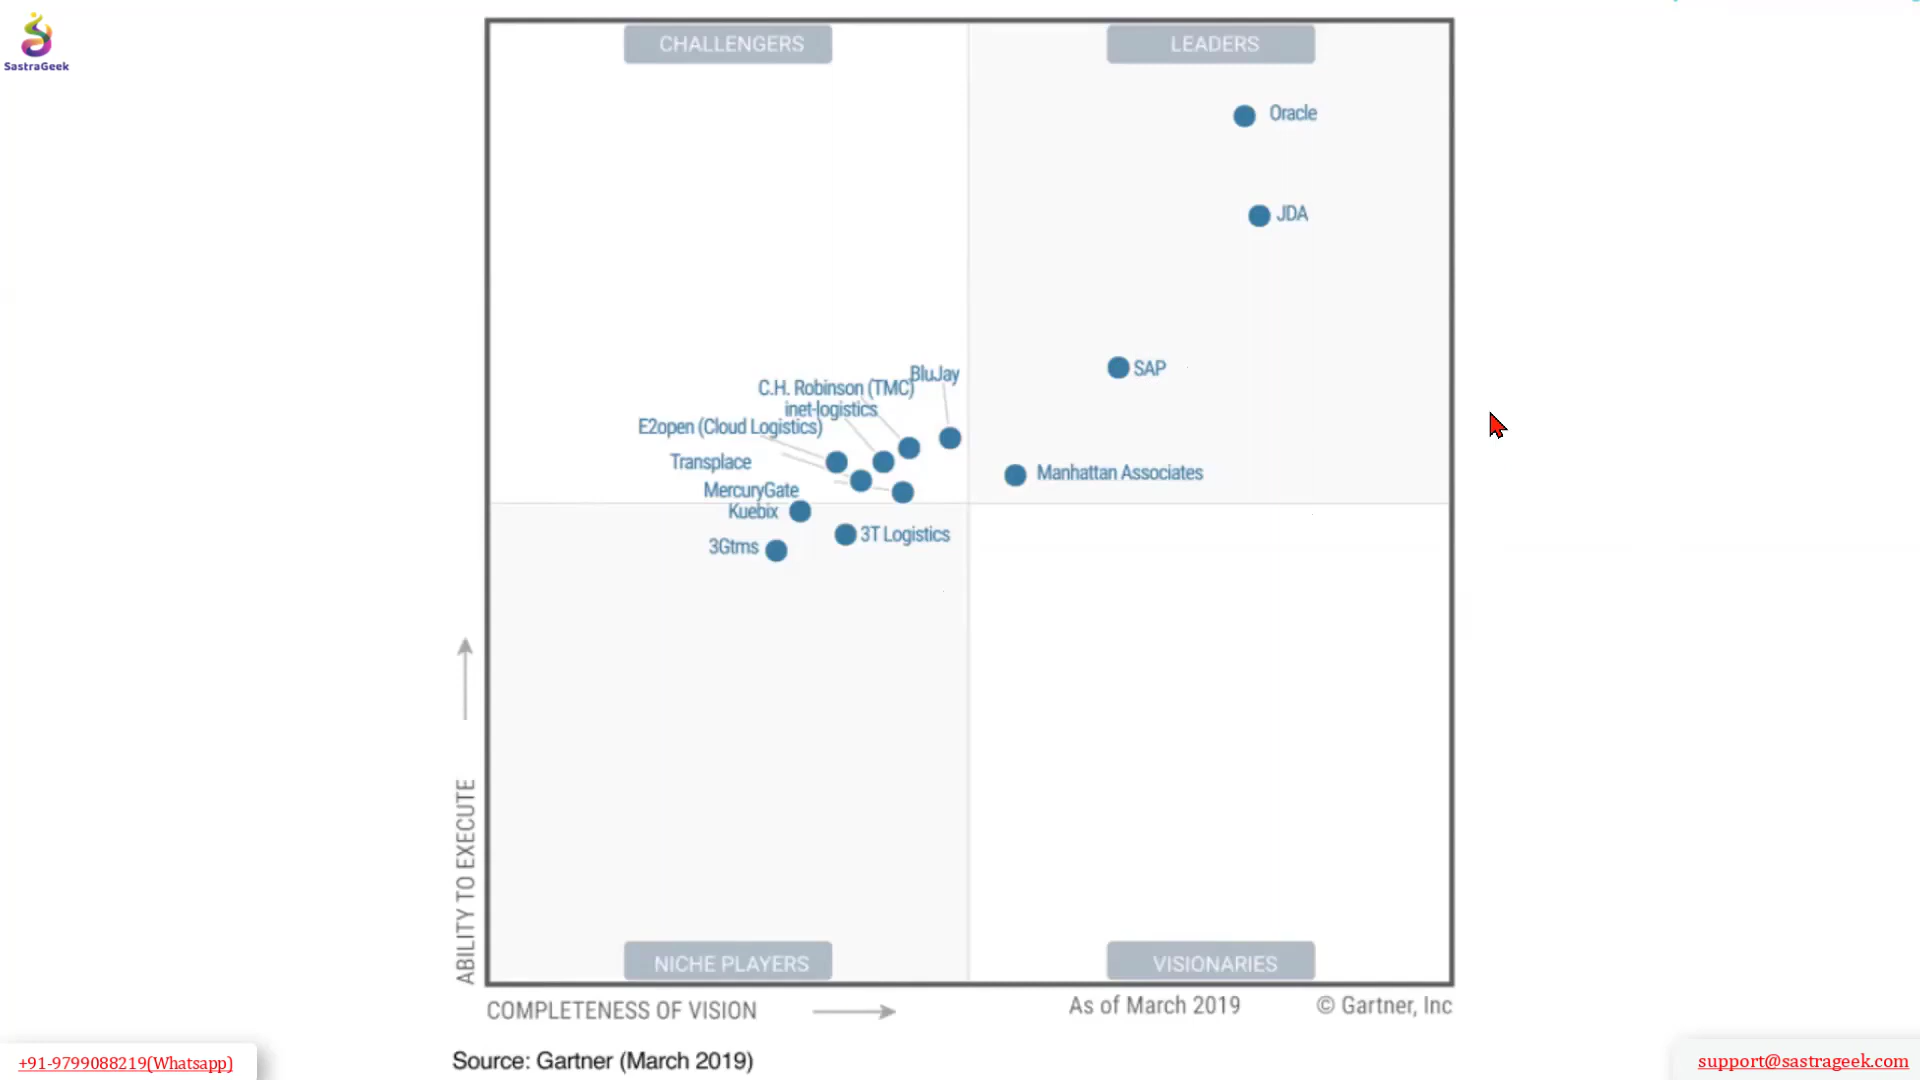 SastraGeek
CHALLENGERS
LEADERS
Oracle
JDA
SAP
BluJay
C.H. Robinson (TMC)
inet-logistics
E2open (Cloud Logistics)
Transplace
Manhattan Associates
MercuryGate
Kuebix
3T Logistics
3Gtms
ABILITY TO EXECUTE
NICHE PLAYERS
VISIONARIES
COMPLETENESS OF VISION
As of March 2019
© Gartner, Inc
Source: Gartner (March 2019)
+91-9799088219(Whatsapp)
support@sastrageek.com